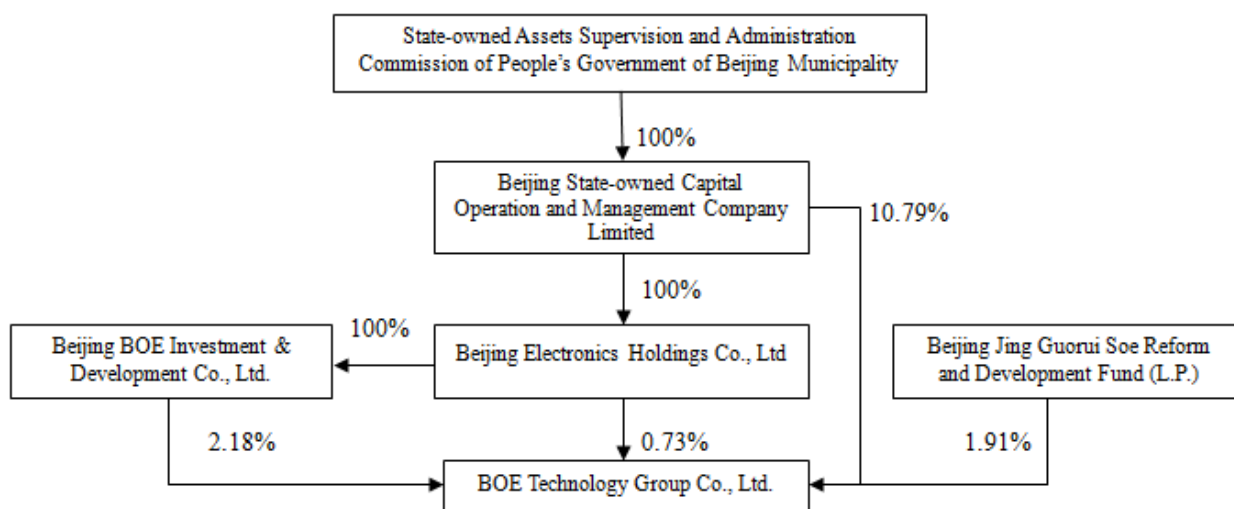 State-owned Assets Supervision and Administration
Commission of People’s Government of Beijing Municipality
100%
Beijing State-owned Capital
Operation and Management Company
Limited
10.79%
100%
Beijing BOE Investment &
Development Co., Ltd.
100%
Beijing Electronics Holdings Co., Ltd
Beijing Jing Guorui Soe Reform
and Development Fund (L.P.)
2.18%
0.73%
1.91%
BOE Technology Group Co., Ltd.